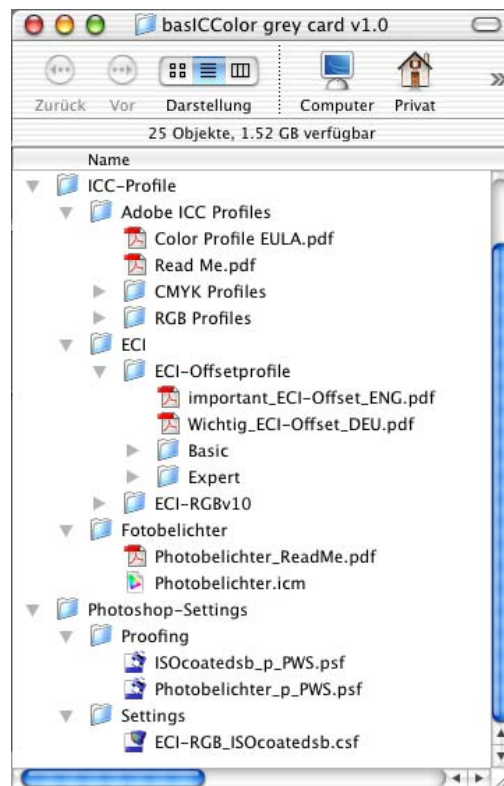 basICColor grey card v1.0
Zurück Vor Darstellung Computer Privat
25 Objekte, 1.52 GB verfügbar
Name
ICC-Profile
Adobe ICC Profiles
Color Profile EULA.pdf
Read Me.pdf
CMYK Profiles
RGB Profiles
ECI
ECI-Offsetprofile
important_ECI-Offset_ENG.pdf
Wichtig_ECI-Offset_DEU.pdf
Basic
Expert
ECI-RGBv10
Fotobelichter
Photobelichter_ReadMe.pdf
Photobelichter.icm
Photoshop-Settings
Proofing
ISOcoatedsb_p_PWS.psf
Photobelichter_p_PWS.psf
Settings
ECI-RGB_ISOcoatedsb.csf